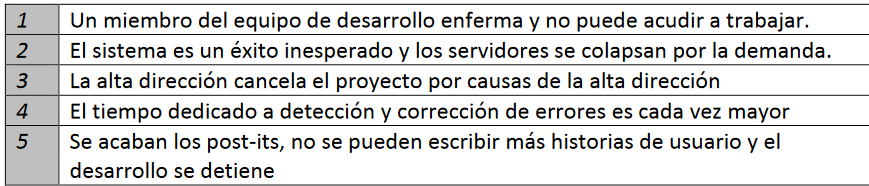 1 Un miembro del equipo de desarrollo enferma y no puede acudir a trabajar.
2 El sistema es un éxito inesperado y los servidores se colapsan por la demanda.
3 La alta dirección cancela el proyecto por causas de la alta dirección
4 El tiempo dedicado a detección y corrección de errores es cada vez mayor
5 Se acaban los post-its, no se pueden escribir más historias de usuario y el
desarrollo se detiene